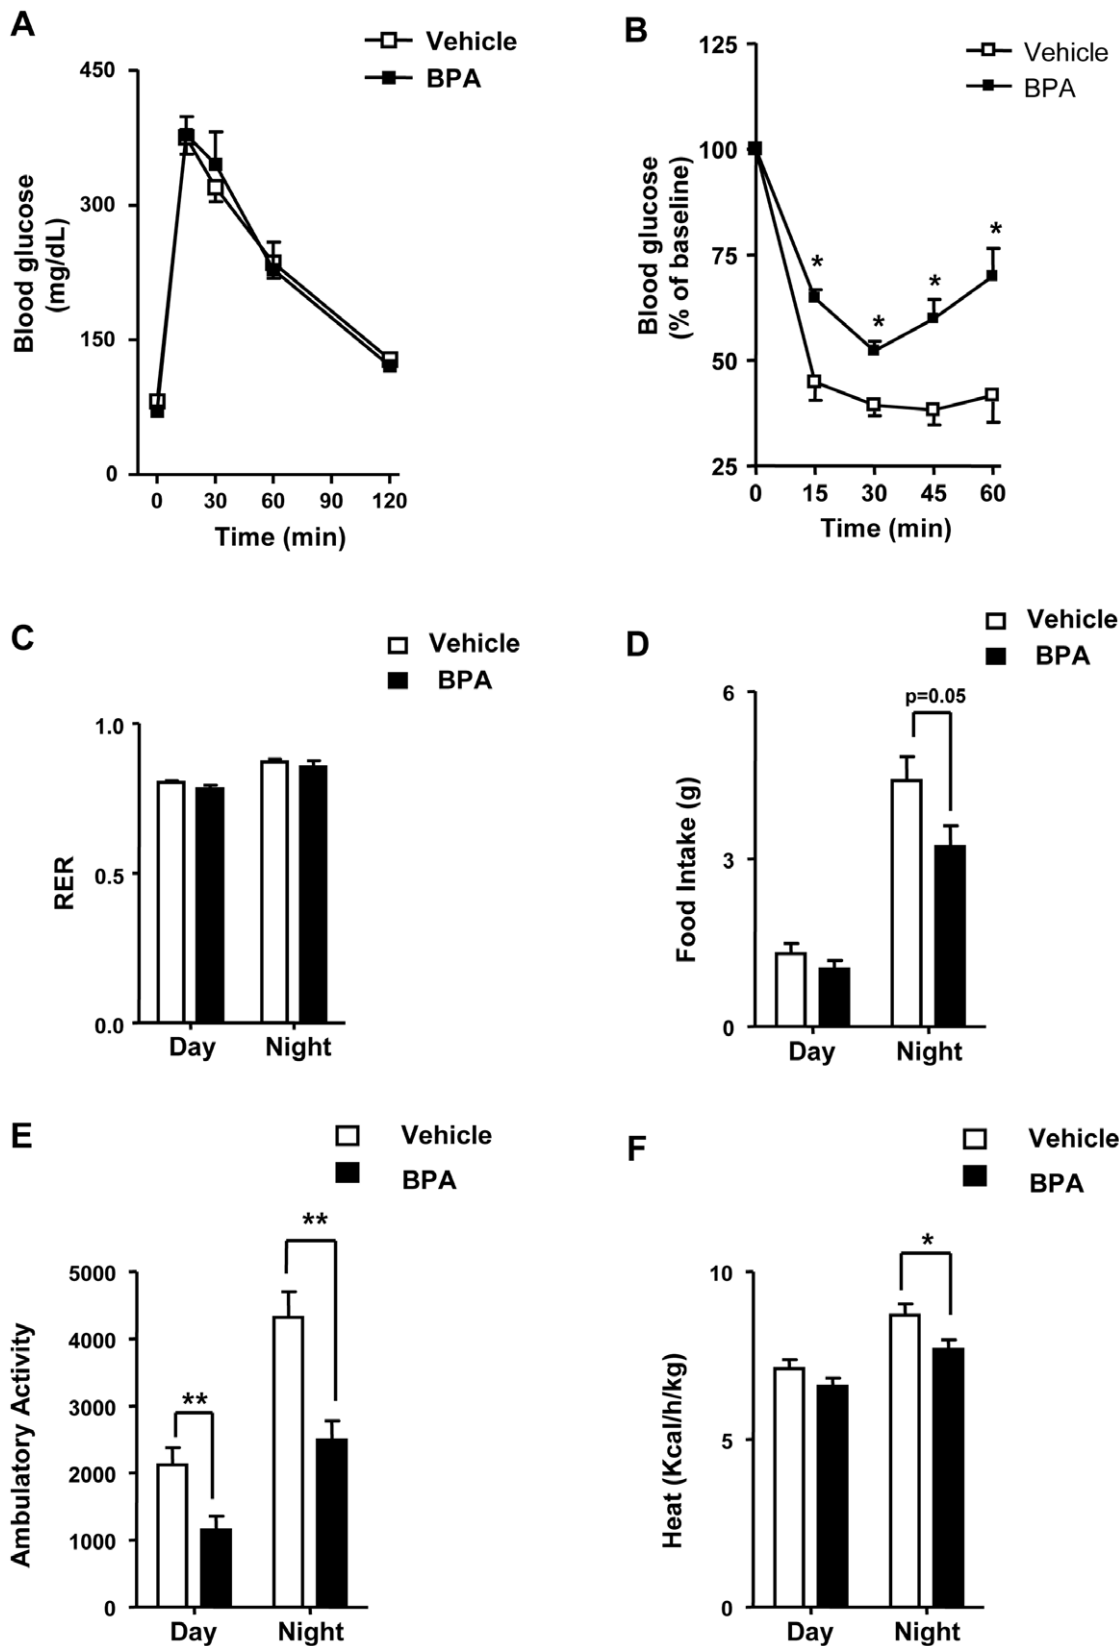 A
Vehicle
BPA
450
300
150
0
Blood glucose
(mg/dL)
0 30 60 90 120
Time (min)
B
Vehicle
BPA
125
100
75
50
25
Blood glucose
(% of baseline)
*
*
*
*
0 15 30 45 60
Time (min)
C
Vehicle
BPA
1.0
0.5
0.0
RER
Day Night
D
Vehicle
BPA
6
3
0
Food Intake (g)
p=0.05
Day Night
E
Vehicle
BPA
5000
4000
3000
2000
1000
0
Ambulatory Activity
**
**
Day Night
F
Vehicle
BPA
10
5
0
Heat (Kcal/h/kg)
*
Day Night